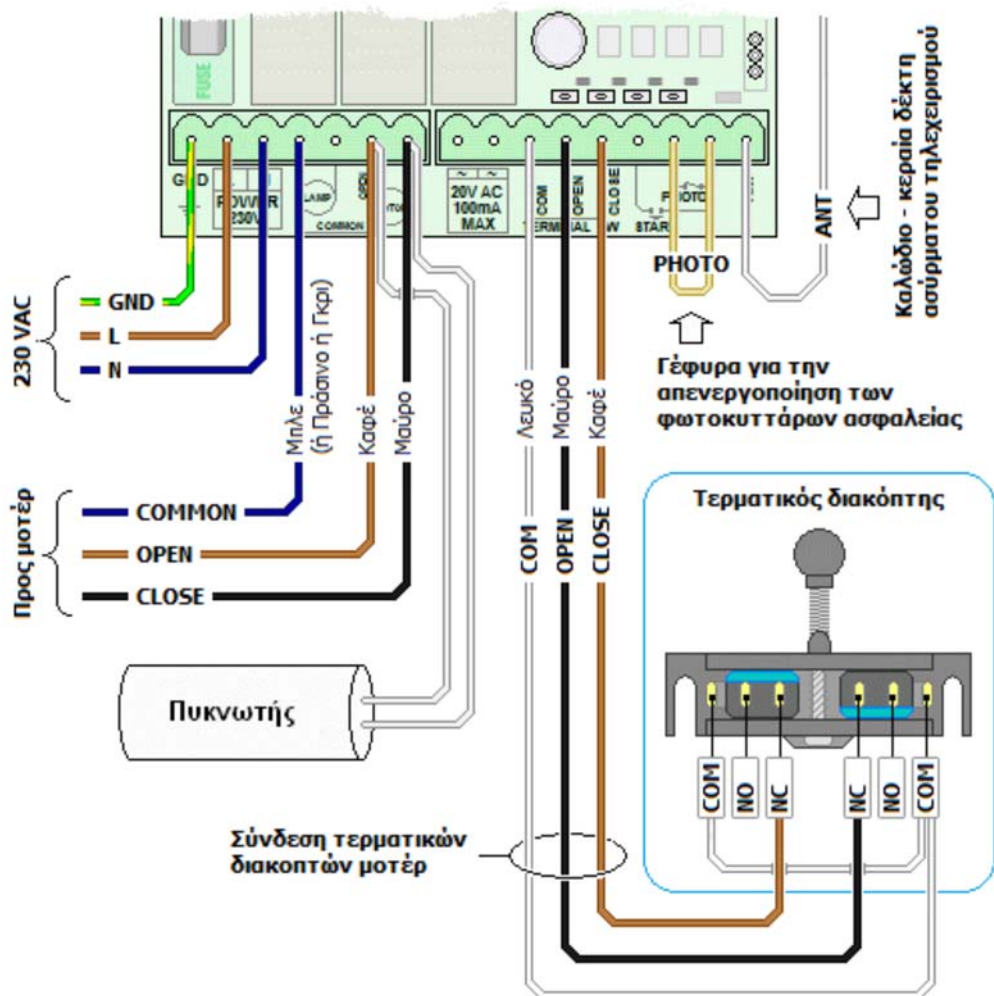 FUSE
GND
POWER
230V
LAMP
COMMON
OPEN
20V AC
100mA
MAX
COM
OPEN
CLOSE
TERMINAL
PHOTO
ANT
Καλώδιο - κεραία δέκτη
ασύρματου τηλεχειρισμού
PHOTO
Γέφυρα για την
απενεργοποίηση των
φωτοκυττάρων ασφαλείας
230 VAC
GND
L
N
Μπλε
(ή Πράσινο ή Γκρι)
Καφέ
Μαύρο
Λευκό
Μαύρο
Καφέ
Προς μοτέρ
COMMON
OPEN
CLOSE
COM
OPEN
CLOSE
Πυκνωτής
Τερματικός διακόπτης
COM
NO
NC
NC
NO
COM
Σύνδεση τερματικών
διακοπτών μοτέρ